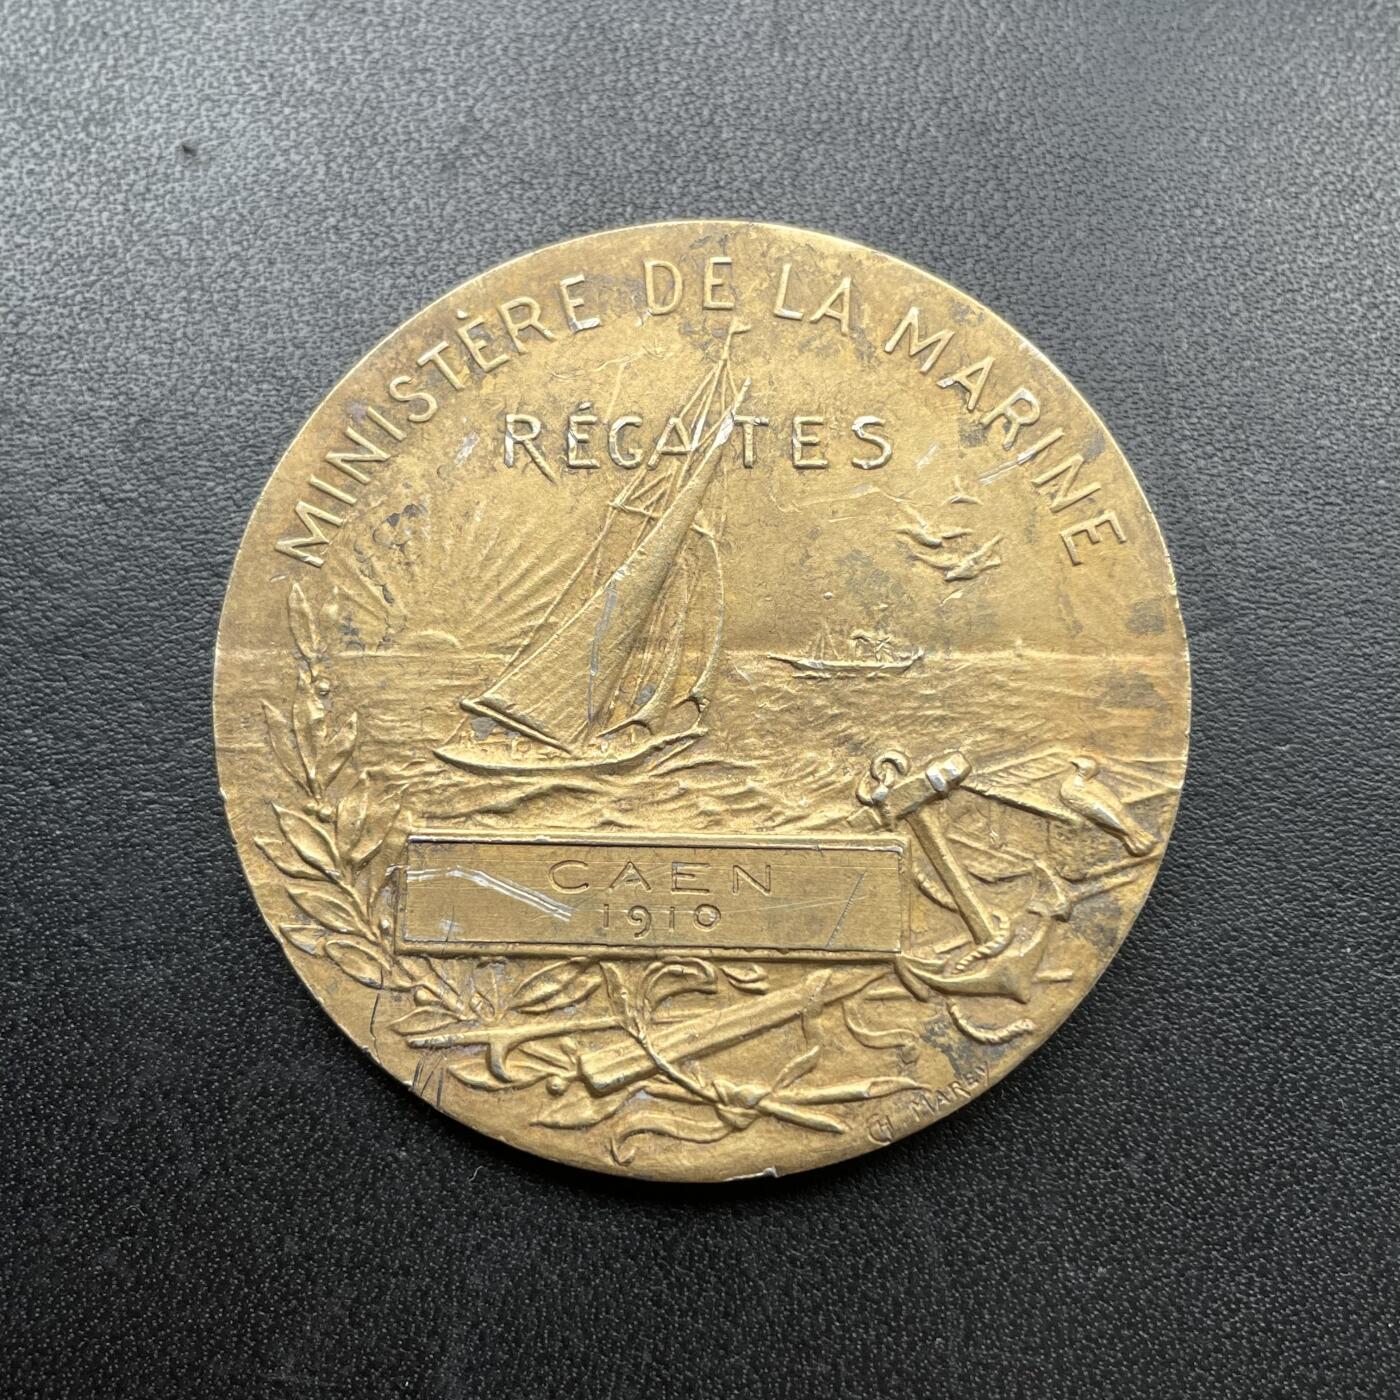 MINISTÈRE DE LA MARINE
RÉGATES
CAEN
1910
CH MAREY